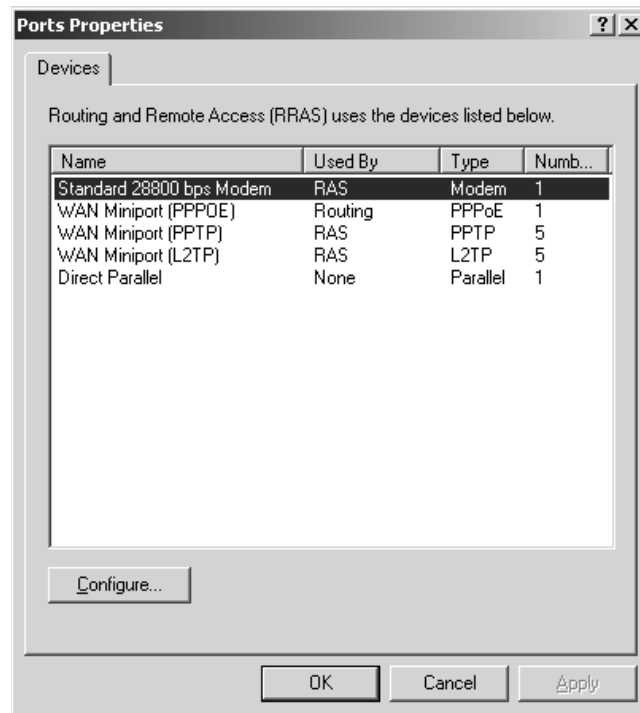 Ports Properties
?
Devices
Routing and Remote Access (RRAS) uses the devices listed below.
Name Used By Type Numb...
Standard 28800 bps Modem RAS Modem 1
WAN Miniport (PPPOE) Routing PPPoE 1
WAN Miniport (PPTP) RAS PPTP 5
WAN Miniport (L2TP) RAS L2TP 5
Direct Parallel None Parallel 1
Configure...
OK Cancel Apply